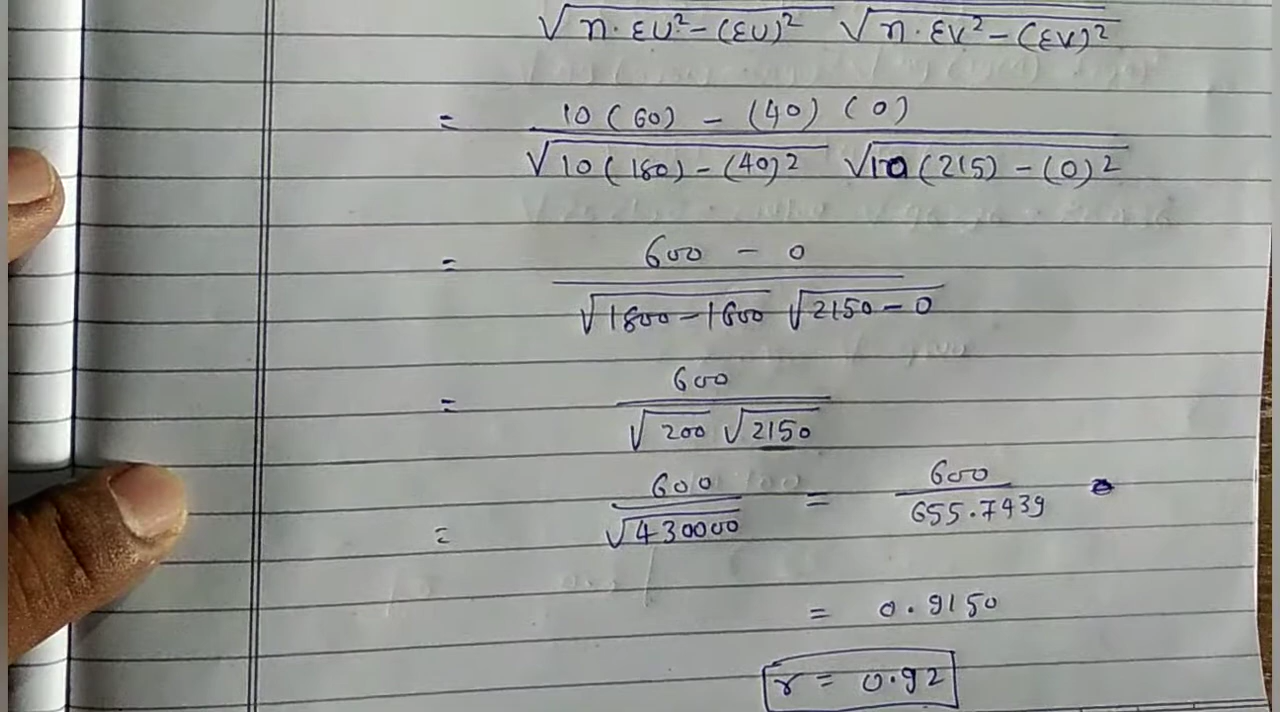 √n·ΣU²-(ΣU)² √n·ΣV²-(ΣV)²
= 10(60) - (40)(0)
√10(180)-(40)2 √10(215)-(0)2
= 600 - 0
√1800-1600 √2150-0
= 600
√200 √2150
= 600 = 600
√430000 655.7439
= 0.9150
r = 0.92